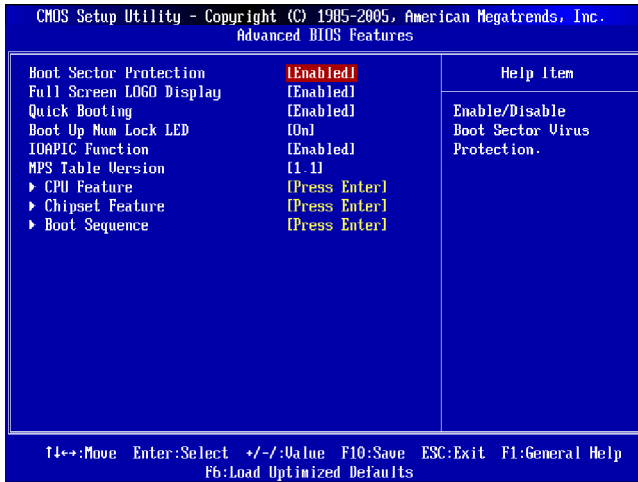 CMOS Setup Utility - Copyright (C) 1985-2005, American Megatrends, Inc.
Advanced BIOS Features
Boot Sector Protection [Enabled]
Full Screen LOGO Display [Enabled]
Quick Booting [Enabled]
Boot Up Num Lock LED [On]
IOAPIC Function [Enabled]
MPS Table Version [1.1]
▸ CPU Feature [Press Enter]
▸ Chipset Feature [Press Enter]
▸ Boot Sequence [Press Enter]
Help Item
Enable/Disable
Boot Sector Virus
Protection.
↑↓←→:Move Enter:Select +/-/:Value F10:Save ESC:Exit F1:General Help
F6:Load Optimized Defaults